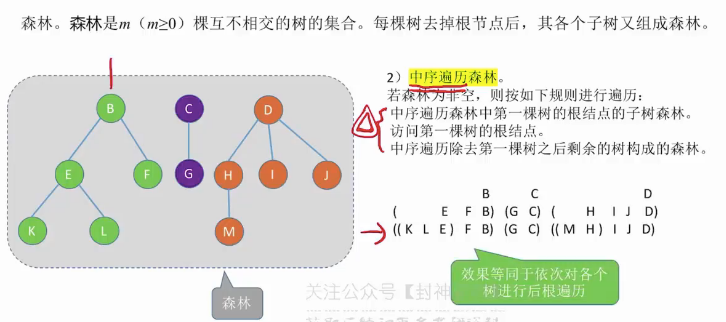 森林。森林是m（m≥0）棵互不相交的树的集合。每棵树去掉根节点后，其各个子树又组成森林。
B
C
D
E
F
G
H
I
J
K
L
M
森林
2）中序遍历森林。
若森林为非空，则按如下规则进行遍历：
中序遍历森林中第一棵树的根结点的子树森林。
访问第一棵树的根结点。
中序遍历除去第一棵树之后剩余的树构成的森林。
B C D
( E F B) (G C) ( H I J D)
((K L E) F B) (G C) ((M H) I J D)
效果等同于依次对各个
树进行后根遍历
关注公众号【封神